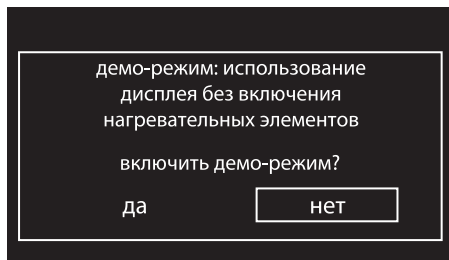 демо-режим: использование
дисплея без включения
нагревательных элементов
включить демо-режим?
да нет